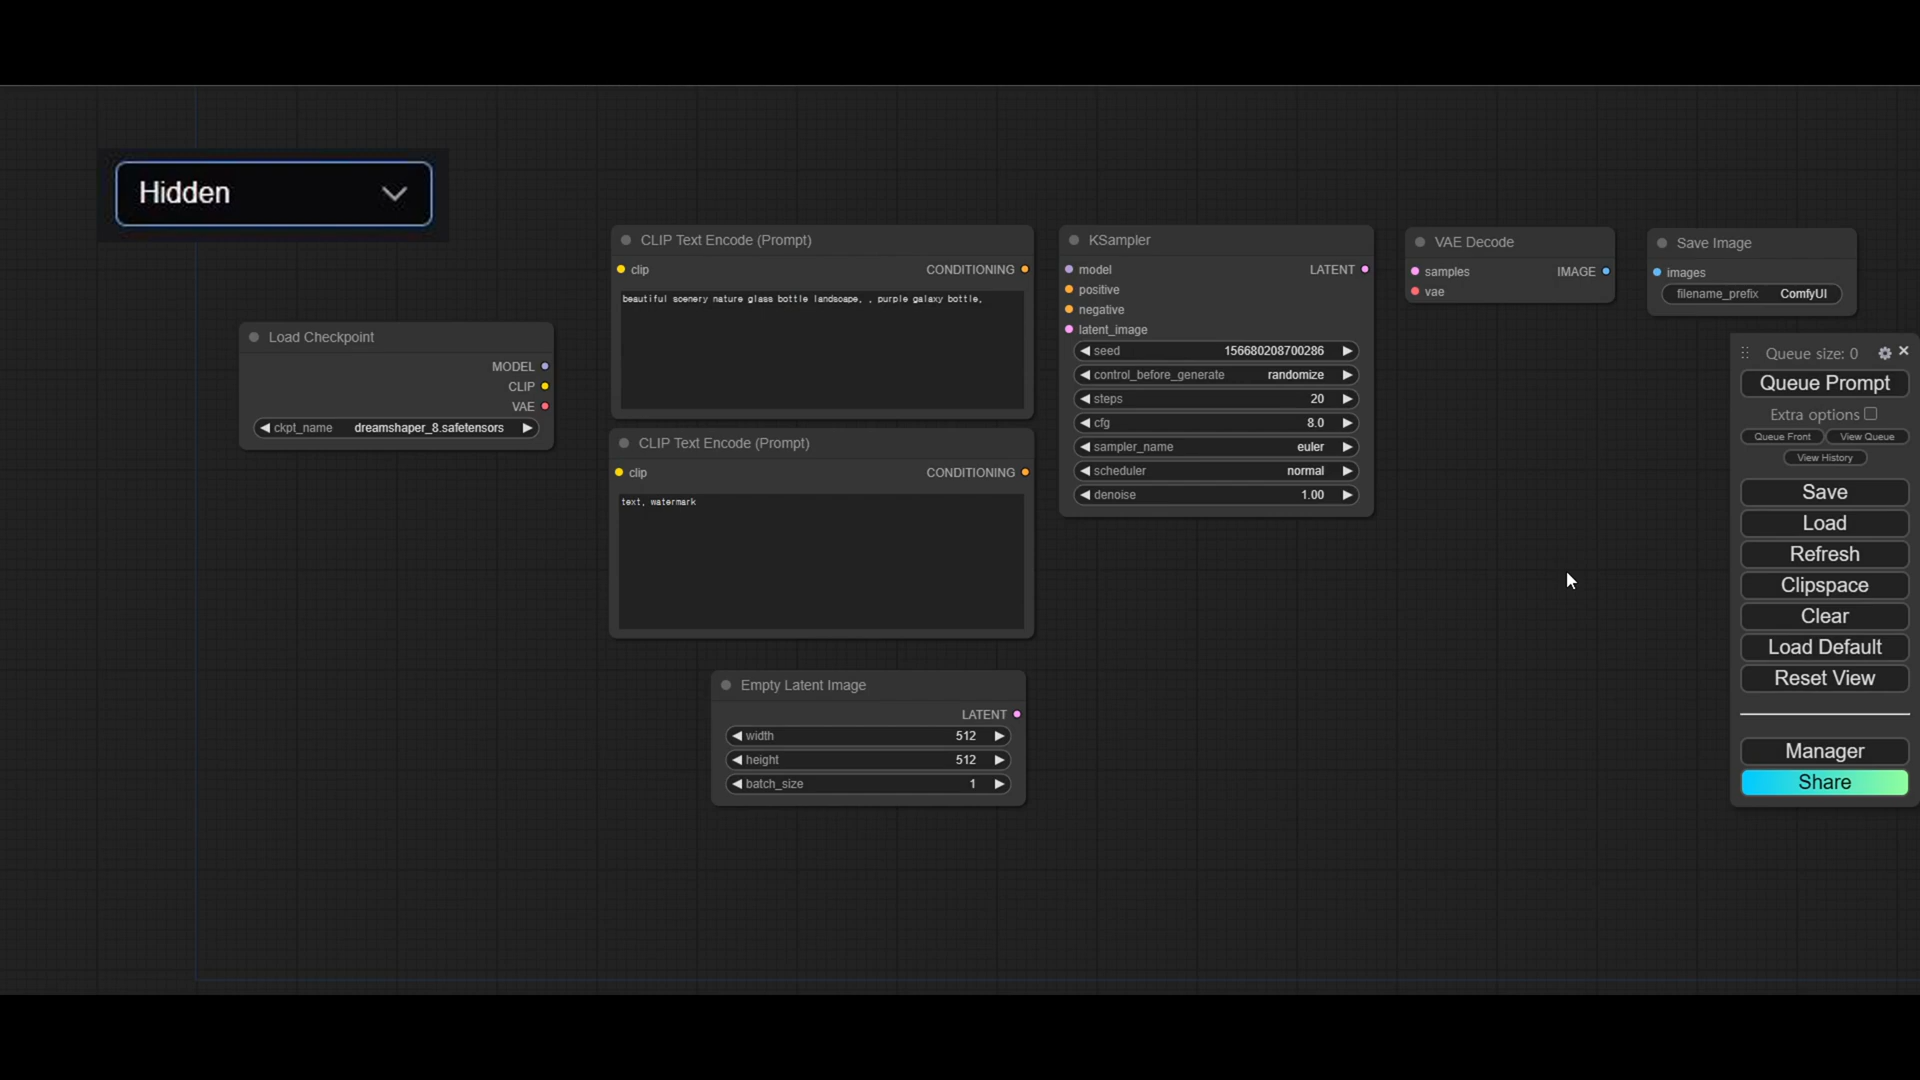 Hidden
Load Checkpoint
MODEL
CLIP
VAE
ckpt_name dreamshaper_8.safetensors
CLIP Text Encode (Prompt)
clip CONDITIONING
beautiful scenery nature glass bottle landscape, , purple galaxy bottle,
CLIP Text Encode (Prompt)
clip CONDITIONING
text, watermark
Empty Latent Image
LATENT
width 512
height 512
batch_size 1
KSampler
model LATENT
positive
negative
latent_image
seed 156680208700286
control_before_generate randomize
steps 20
cfg 8.0
sampler_name euler
scheduler normal
denoise 1.00
VAE Decode
samples IMAGE
vae
Save Image
images
filename_prefix ComfyUI
Queue size: 0
Queue Prompt
Extra options
Queue Front View Queue
View History
Save
Load
Refresh
Clipspace
Clear
Load Default
Reset View
Manager
Share